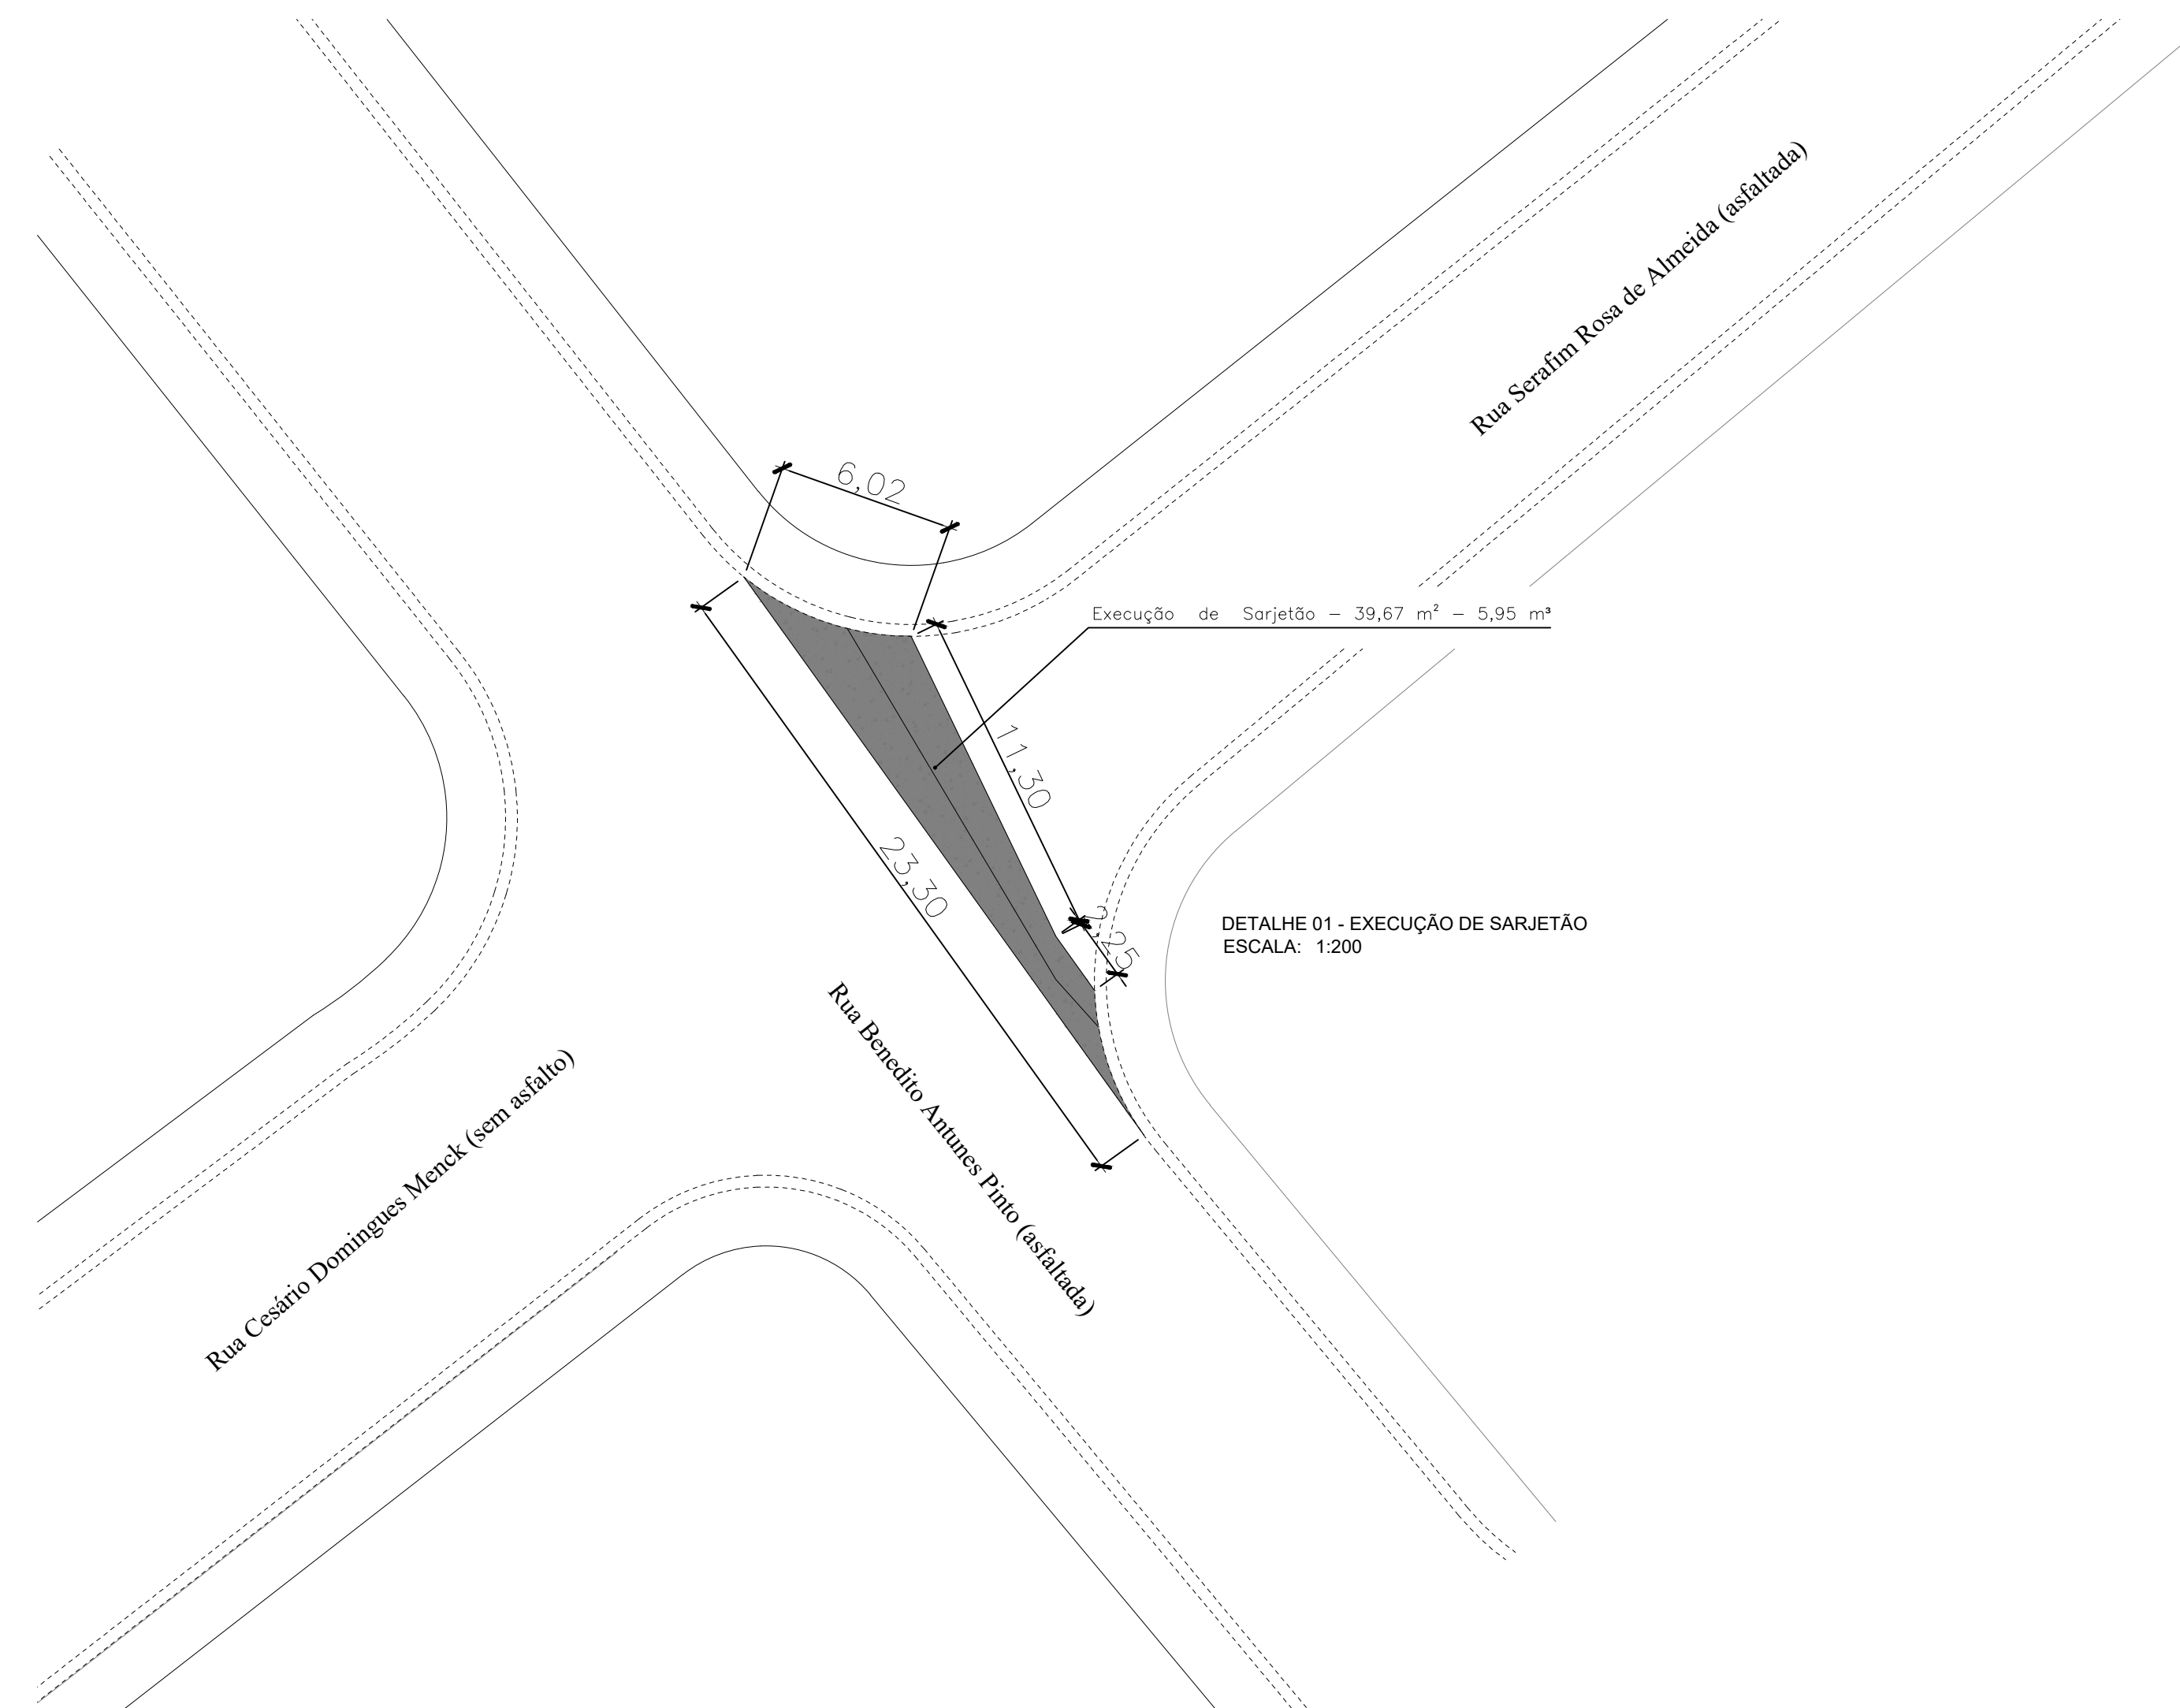 Rua Serafim Rosa de Almeida (asfaltada)
6,02
Execução de Sarjetão – 39,67 m² – 5,95 m³
11,30
23,30
2,25
DETALHE 01 - EXECUÇÃO DE SARJETÃO
ESCALA: 1:200
Rua Benedito Antunes Pinto (asfaltada)
Rua Cesário Domingues Menck (sem asfalto)